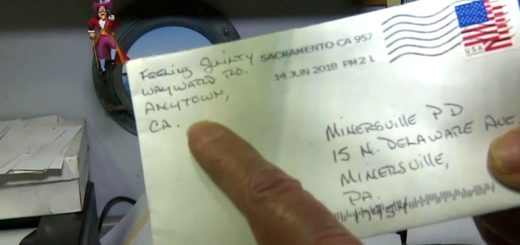 FEELING GUILTY
WAYWARD RD.
ANYTOWN,
CA.
SACRAMENTO CA 957
14 JUN 2018 PM 2 L
USA
MINERSVILLE PD
15 N. DELAWARE AVE.
MINERSVILLE,
PA.
17954